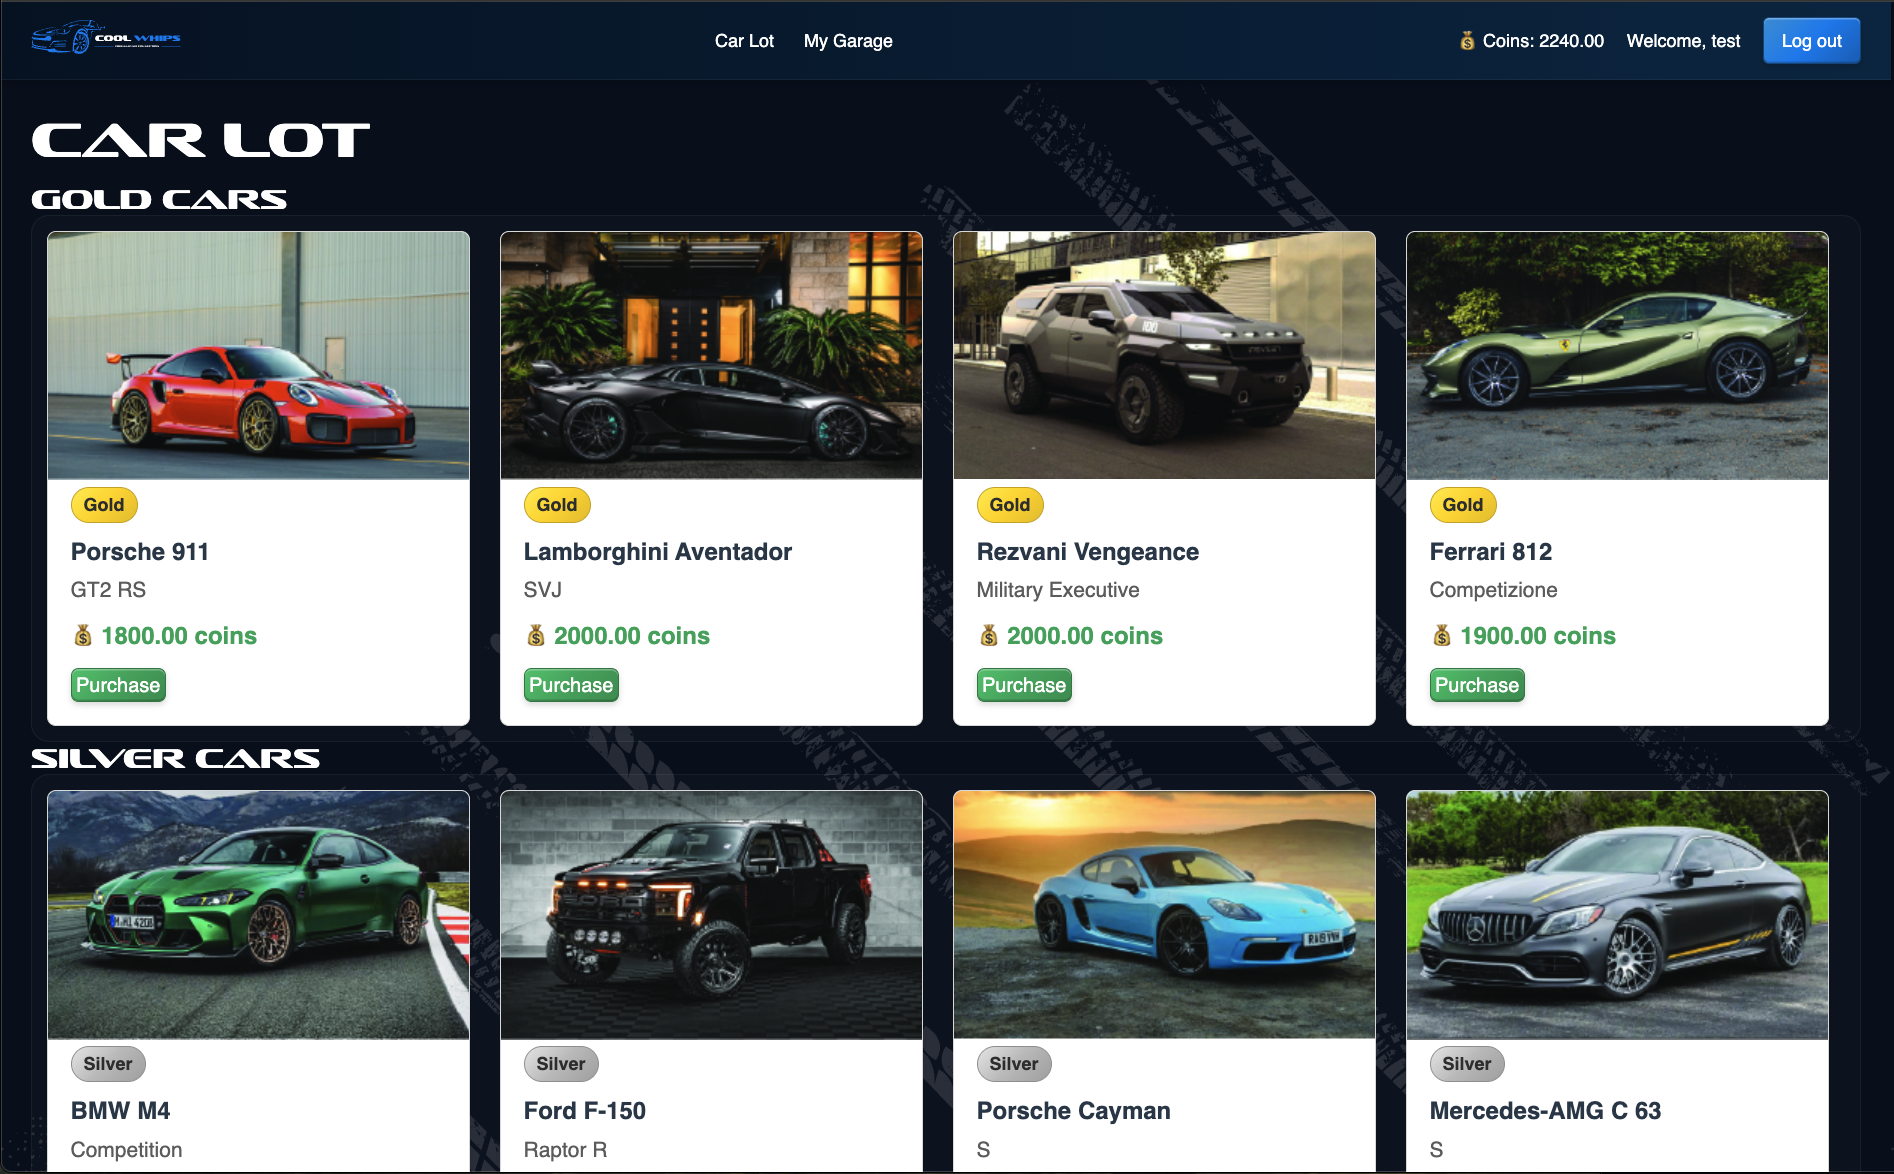 COOL WHIPS
Car Lot
My Garage
Coins: 2240.00
Welcome, test
Log out
CAR LOT
GOLD CARS
Gold
Porsche 911
GT2 RS
1800.00 coins
Purchase
Gold
Lamborghini Aventador
SVJ
2000.00 coins
Purchase
100
Gold
Rezvani Vengeance
Military Executive
2000.00 coins
Purchase
Gold
Ferrari 812
Competizione
1900.00 coins
Purchase
SILVER CARS
Silver
BMW M4
Competition
FORD
Silver
Ford F-150
Raptor R
Silver
Porsche Cayman
S
Silver
Mercedes-AMG C 63
S